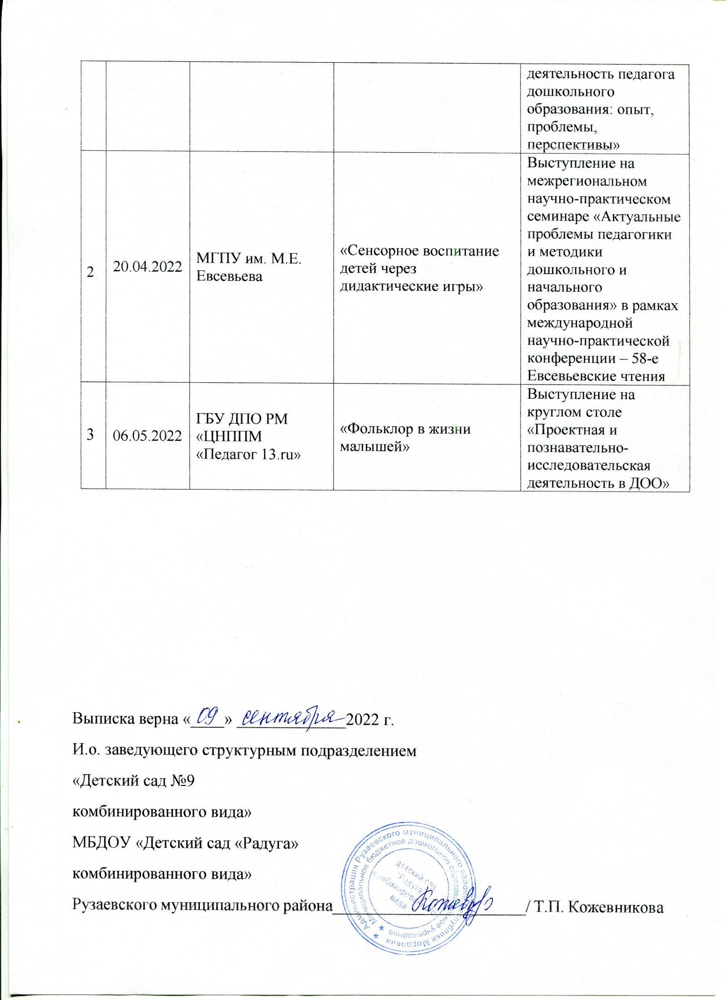 деятельность педагога
дошкольного
образования: опыт,
проблемы,
перспективы»
2
20.04.2022
МГПУ им. М.Е.
Евсевьева
«Сенсорное воспитание
детей через
дидактические игры»
Выступление на
межрегиональном
научно-практическом
семинаре «Актуальные
проблемы педагогики
и методики
дошкольного и
начального
образования» в рамках
международной
научно-практической
конференции – 58-е
Евсевьевские чтения
3
06.05.2022
ГБУ ДПО РМ
«ЦНППМ
«Педагог 13.ru»
«Фольклор в жизни
малышей»
Выступление на
круглом столе
«Проектная и
познавательно-
исследовательская
деятельность в ДОО»
Выписка верна «09» сентября 2022 г.
И.о. заведующего структурным подразделением
«Детский сад №9
комбинированного вида»
МБДОУ «Детский сад «Радуга»
комбинированного вида»
Рузаевского муниципального района / Т.П. Кожевникова
Администрация Рузаевского муниципального района Республики Мордовия
Муниципальное бюджетное дошкольное образовательное учреждение
детский сад
"Радуга"
вида